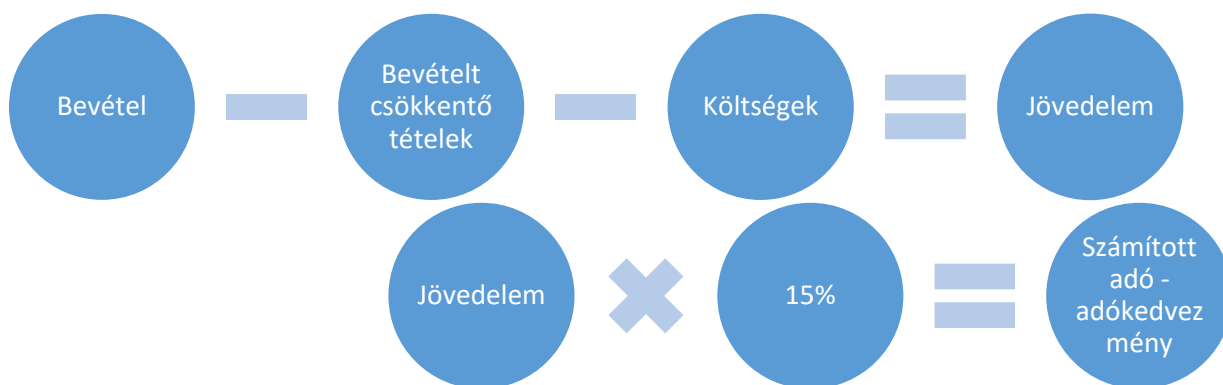 Bevétel
Bevételt
csökkentő
tételek
Költségek
Jövedelem
Jövedelem
15%
Számított
adó -
adókedvez
mény